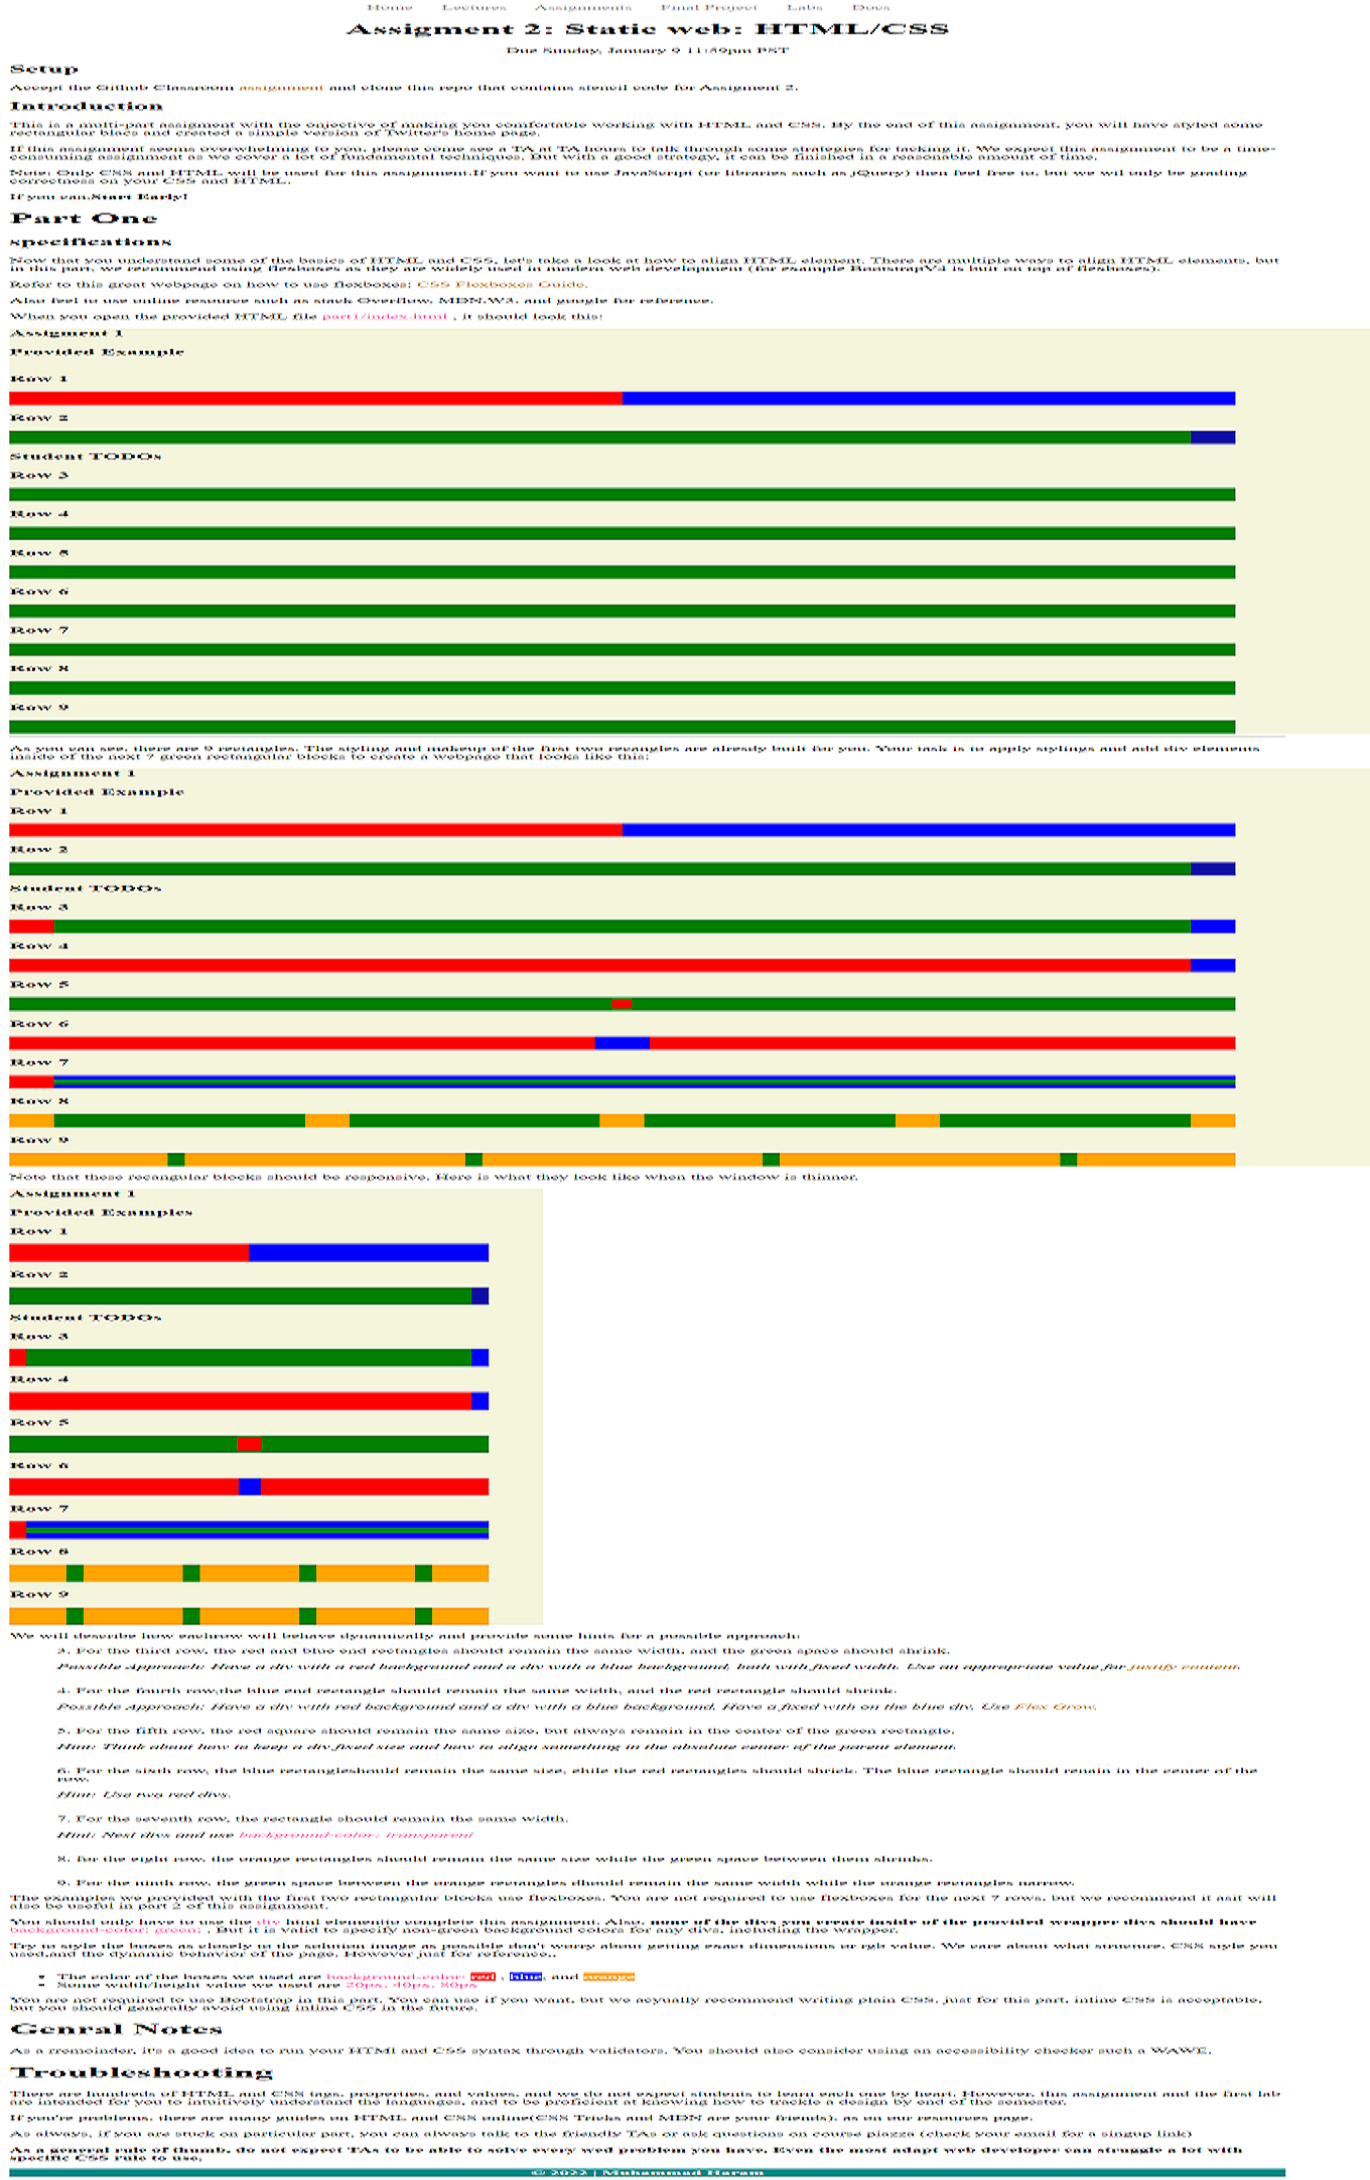 Home Lectures Assignments Final Project Labs Docs
Assigment 2: Static web: HTML/CSS
Due Sunday, January 9 11:59pm PST
Setup
Accept the Github Classroom assignment and clone this repo that contains stencil code for Assigment 2.
Introduction
This is a multi-part assigment with the onjective of making you comfortable working with HTML and CSS. By the end of this assignment, you will have styled some
rectangular blacs and created a simple version of Twitter's home page.
If this assignment seems overwhelming to you, please come see a TA at TA hours to talk through some strategies for tacking it. We expect this assignment to be a time-
consuming assignment as we cover a lot of fundamental techniques. But with a good strategy, it can be finished in a reasonable amount of time.
Note: Only CSS and HTML will be used for this assignment.If you want to use JavaScript (or libraries such as jQuery) then feel free to, but we wil only be grading
correctness on your CSS and HTML.
If you can,Start Early!
Part One
specifications
Now that you understand some of the basics of HTML and CSS, let's take a look at how to align HTML element. There are multiple ways to align HTML elements, but
in this part, we recommend using flexboxes as they are widely used in modern web development (for example BootstrapV4 is buit on top of flexboxes).
Refer to this great webpage on how to use flexboxes: CSS Flexboxes Guide.
Also feel to use online resource such as stack Overflow, MDN,W3, and google for reference.
When you open the provided HTML file part1/index.html , it should look this:
Assigment 1
Provided Example
Row 1
Row 2
Student TODOs
Row 3
Row 4
Row 5
Row 6
Row 7
Row 8
Row 9
As you can see, there are 9 rectangles. The styling and makeup of the first two recangles are already built for you. Your task is to apply stylings and add div elements
inside of the next 7 green rectangular blocks to create a webpage that looks like this:
Assignment 1
Provided Example
Row 1
Row 2
Student TODOs
Row 3
Row 4
Row 5
Row 6
Row 7
Row 8
Row 9
Note that these recangular blocks should be responsive. Here is what they look like when the window is thinner.
Assignment 1
Provided Examples
Row 1
Row 2
Student TODOs
Row 3
Row 4
Row 5
Row 6
Row 7
Row 8
Row 9
We will describe how eachrow will behave dynamically and provide some hints for a possible approach:
3. For the third row, the red and blue end rectangles should remain the same width, and the green space should shrink.
Possible Approach: Have a div with a red background and a div with a blue background, both with fixed width. Use an appropriate value for justify content.
4. For the fourth row,the blue end rectangle should remain the same width, and the red rectangle should shrink.
Possible Approach: Have a div with red background and a div with a blue background. Have a fixed with on the blue div. Use Flex Grow.
5. For the fifth row, the red square should remain the same size, but always remain in the center of the green rectangle.
Hint: Think about how to keep a div fixed size and how to align something in the absolute center of the parent element.
6. For the sixth row, the blue rectangleshould remain the same size, ehile the red rectangles should shriek. The blue rectangle should renain in the center of the
row.
Hint: Use two red divs.
7. For the seventh row, the rectangle should remain the same width.
Hint: Nest divs and use background-color: transparent
8. for the eight row, the orange rectangles should remain the same size while the green space between them shrinks.
9. For the ninth row, the green space between the orange rectangles dhould remain the same width while the orange rectangles narrow.
The examples we provided with the first two rectangular blocks use flexboxes. You are not required to use flexboxes for the next 7 rows, but we recommend it asit will
also be useful in part 2 of this assignment.
You should only have to use the div html elementto complete this assignment. Also, none of the divs you create inside of the provided wrapper divs should have
background-color: green; . But it is valid to specify non-green background colors for any divs, including the wrapper.
Try to style the boxes as closely to the solution image as possible don't worry about getting exact dimensions or rgb value. We care about what structure, CSS style you
used,and the dynamic behavior of the page. However just for reference,.
The color of the boxes we used are background-color: red , blue, and orange
Some width/height value we used are 20px, 40px, 80px
You are not required to use Bootstrap in this part. You can use if you want, but we acyually recommend writing plain CSS. just for this part, inline CSS is acceptable,
but you should generally avoid using inline CSS in the future.
Genral Notes
As a rremoinder, it's a good idea to run your HTMl and CSS syntax through validators. You should also consider using an accessibility checker such a WAWE.
Troubleshooting
There are hundreds of HTML and CSS tags, properties, and values, and we do not expect students to learn each one by heart. However, this assignment and the first lab
are intended for you to intuitively understand the languages, and to be proficient at knowing how to trackle a design by end of the semester.
If you're problems, there are many guides on HTML and CSS online(CSS Tricks and MDN are your friends), as on our resources page.
As always, if you are stuck on particular part, you can always talk to the friendly TAs or ask questions on course piazza (check your email for a singup link)
As a general rule of thumb, do not expect TAs to be able to solve every wed problem you have. Even the most adapt web developer can struggle a lot with
specific CSS rule to use.
© 2022 | Muhammad Haram